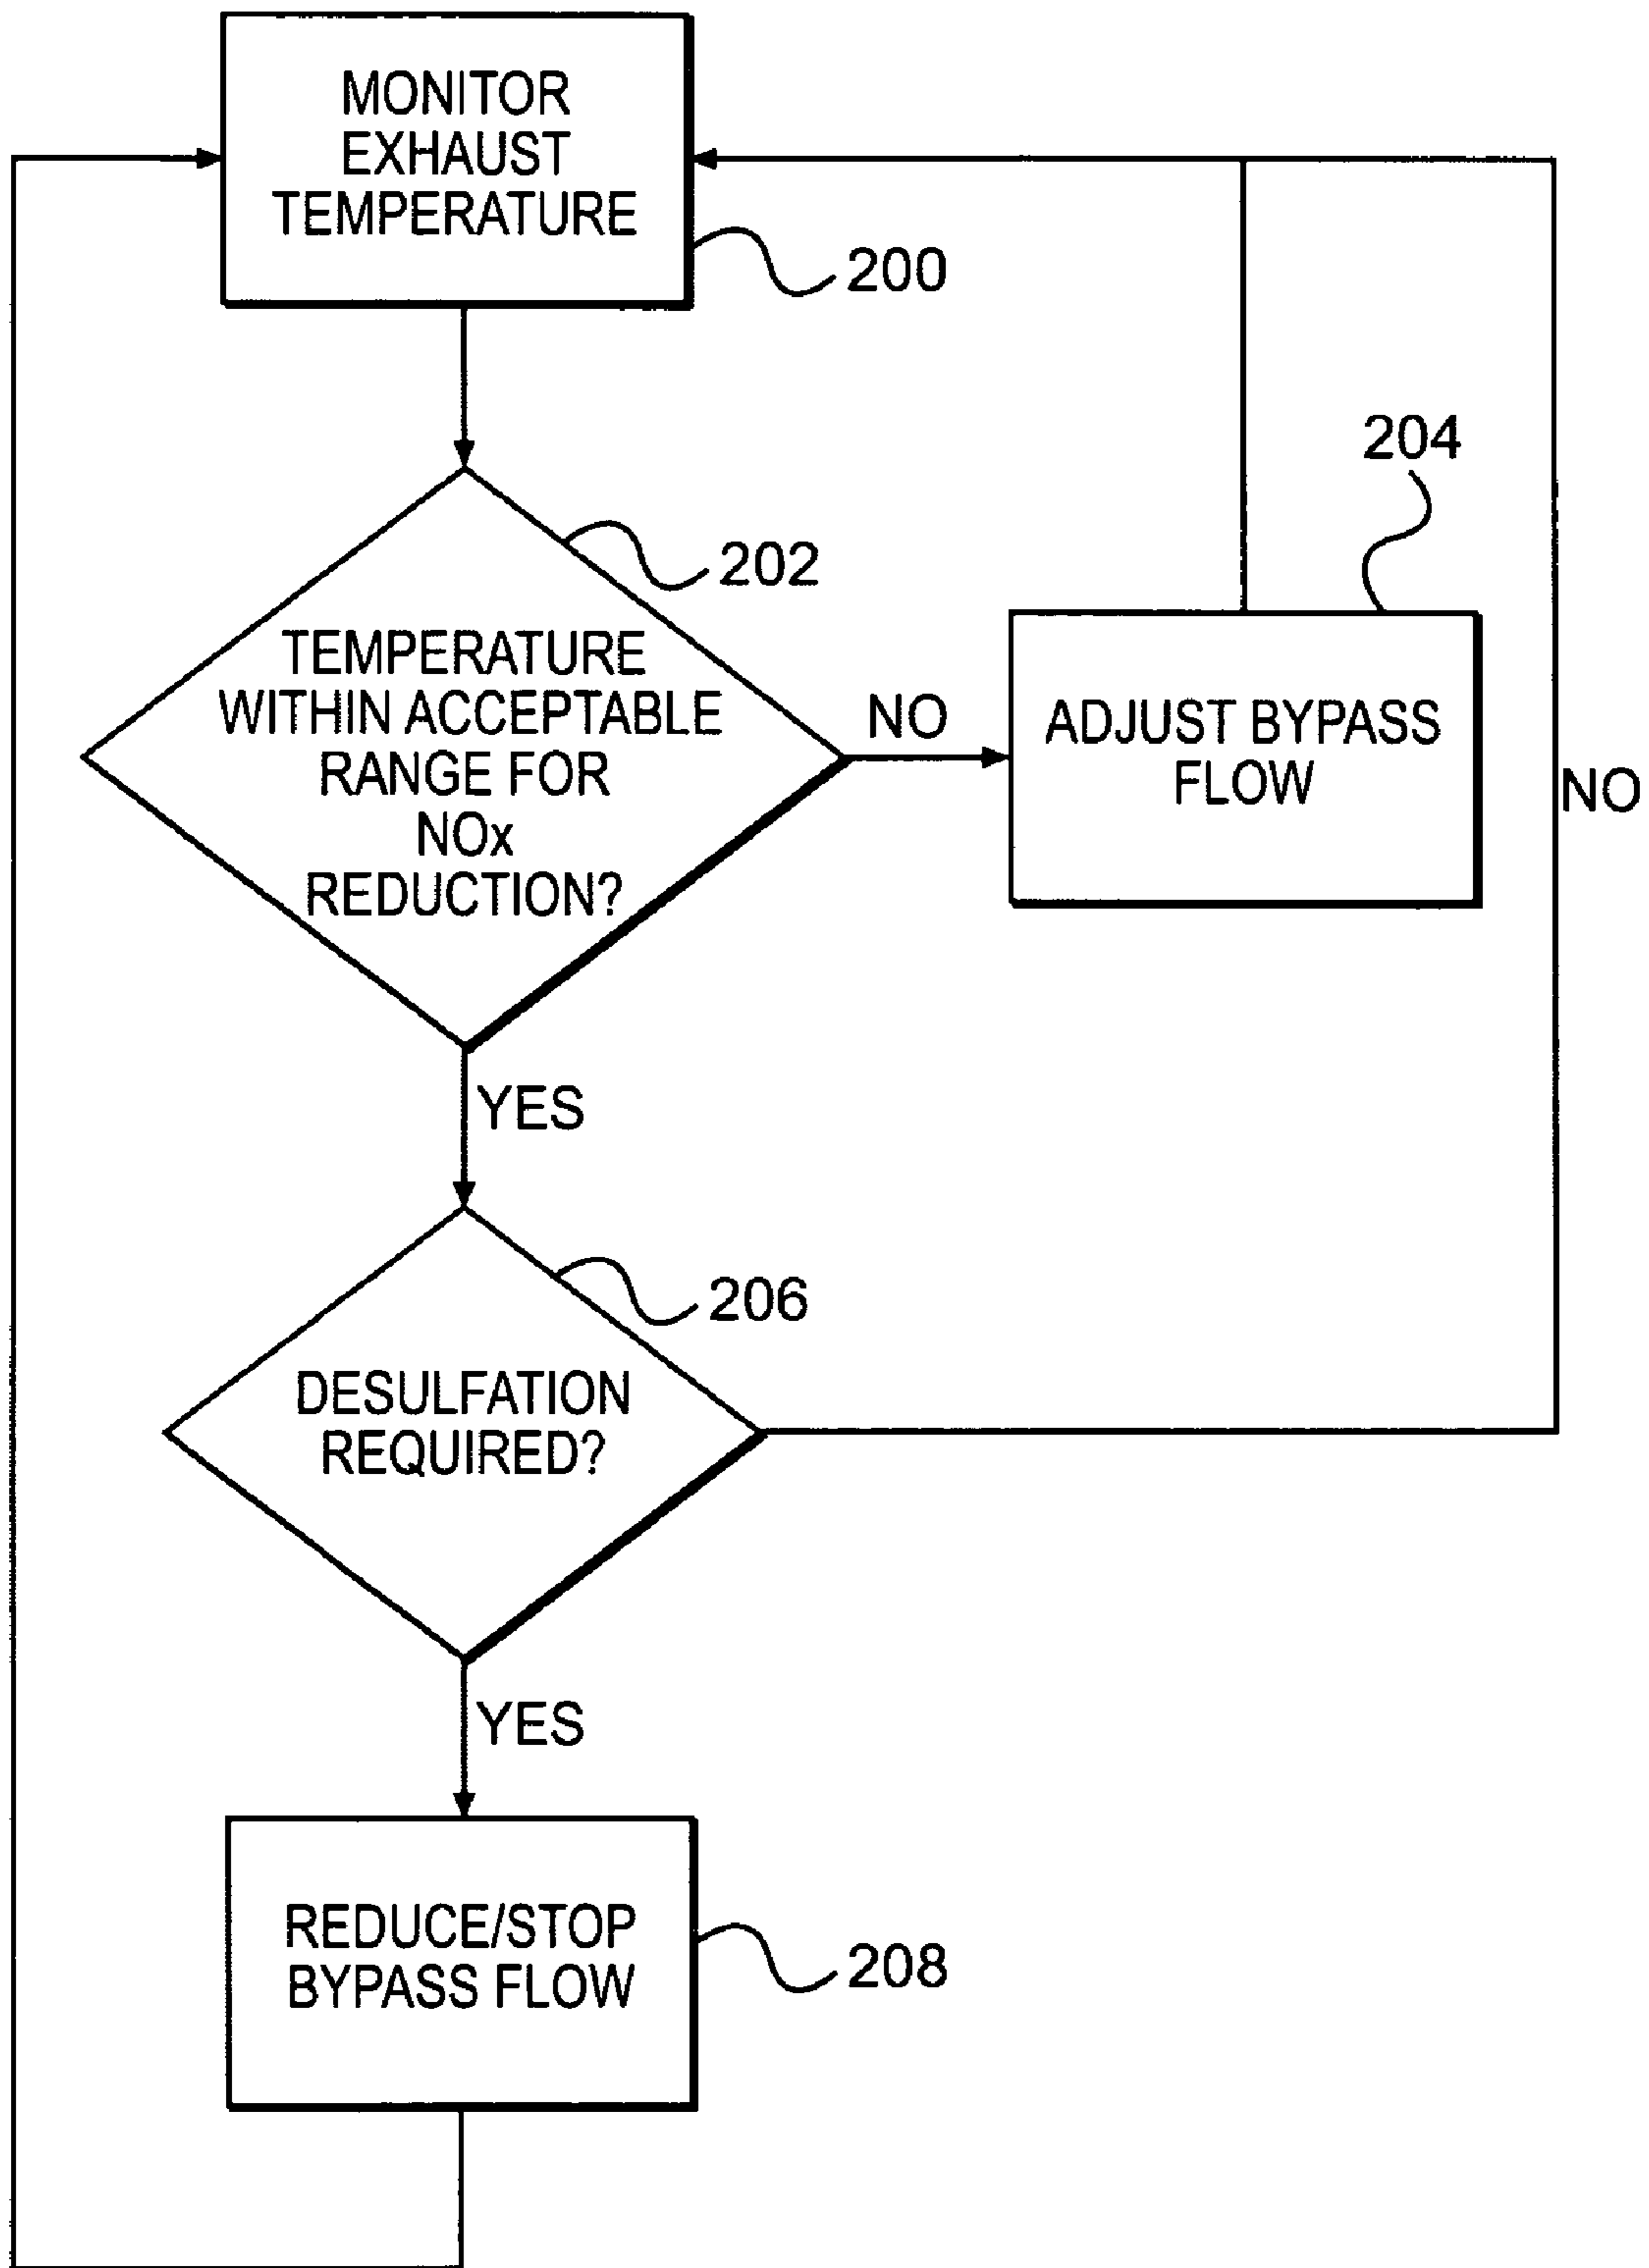 MONITOR
EXHAUST
TEMPERATURE
200
202
TEMPERATURE
WITHIN ACCEPTABLE
RANGE FOR
NOx
REDUCTION?
NO
204
ADJUST BYPASS
FLOW
NO
YES
206
DESULFATION
REQUIRED?
YES
REDUCE/STOP
BYPASS FLOW
208